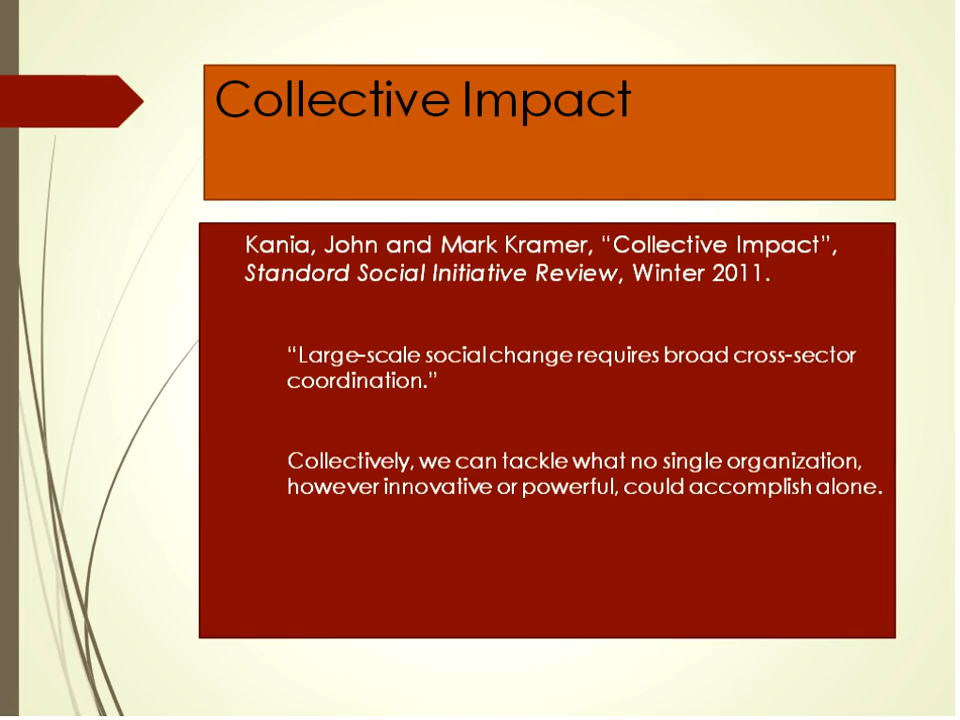 Collective Impact
Kania, John and Mark Kramer, “Collective Impact”,
Standord Social Initiative Review, Winter 2011.
“Large-scale social change requires broad cross-sector
coordination.”
Collectively, we can tackle what no single organization,
however innovative or powerful, could accomplish alone.